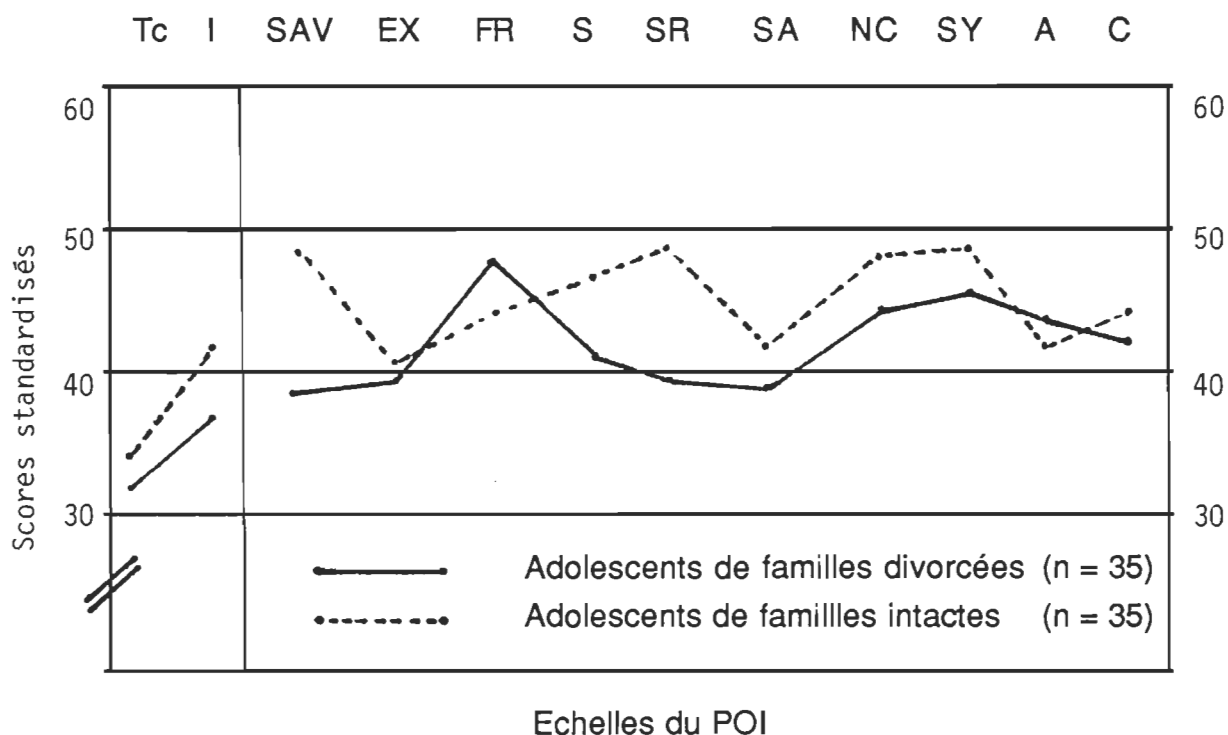 Tc I SAV EX FR S SR SA NC SY A C
60 60
50 50
40 40
30 30
Scores standardisés
Adolescents de familles divorcées (n = 35)
Adolescents de famillles intactes (n = 35)
Echelles du POI